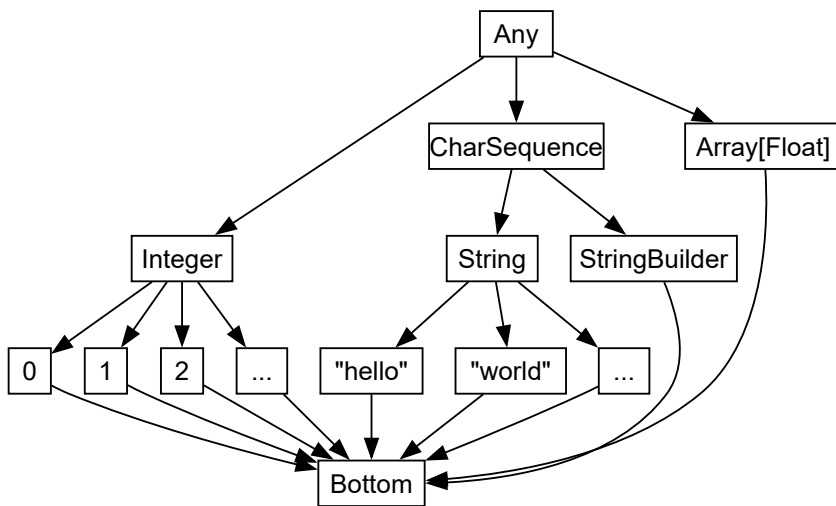 Any
CharSequence
Array[Float]
Integer
String
StringBuilder
0
1
2
...
"hello"
"world"
...
Bottom